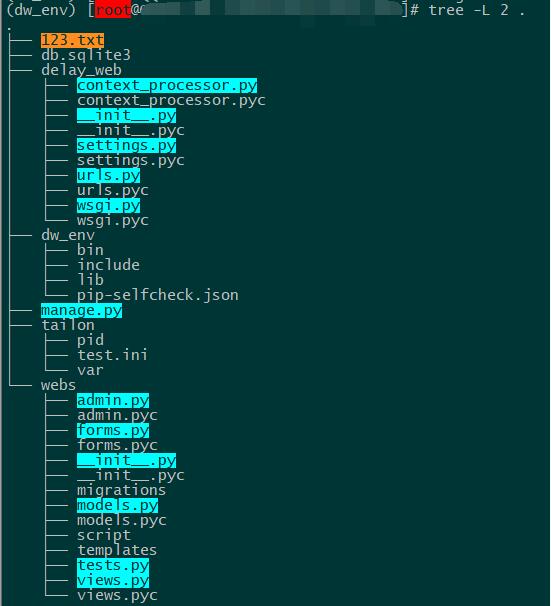 (dw_env) [root@ ]# tree -L 2 .
.
├── 123.txt
├── db.sqlite3
├── delay_web
│   ├── context_processor.py
│   ├── context_processor.pyc
│   ├── __init__.py
│   ├── __init__.pyc
│   ├── settings.py
│   ├── settings.pyc
│   ├── urls.py
│   ├── urls.pyc
│   ├── wsgi.py
│   └── wsgi.pyc
├── dw_env
│   ├── bin
│   ├── include
│   ├── lib
│   └── pip-selfcheck.json
├── manage.py
├── tailon
│   ├── pid
│   ├── test.ini
│   └── var
└── webs
    ├── admin.py
    ├── admin.pyc
    ├── forms.py
    ├── forms.pyc
    ├── __init__.py
    ├── __init__.pyc
    ├── migrations
    ├── models.py
    ├── models.pyc
    ├── script
    ├── templates
    ├── tests.py
    ├── views.py
    └── views.pyc